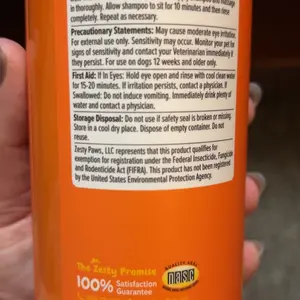 in thoroughly. Allow shampoo to sit for 10 minutes and then rinse
completely. Repeat as necessary.
Precautionary Statements: May cause moderate eye irritation.
For external use only. Sensitivity may occur. Monitor your pet for
signs of sensitivity and contact your Veterinarian immediately if
they persist. For use on dogs 12 weeks and older only.
First Aid: If In Eyes: Hold eye open and rinse with cool clean water
for 15-20 minutes. If irritation persists, contact a physician. If
Swallowed: Do not induce vomiting. Immediately drink plenty of
water and contact a physician.
Storage Disposal: Do not use if safety seal is broken or missing.
Store in a cool dry place. Dispose of empty container. Do not
reuse.
Zesty Paws, LLC represents that this product qualifies for
exemption for registration under the Federal Insecticide, Fungicide
and Rodenticide Act (FIFRA). This product has not been registered
by the United States Environmental Protection Agency.
The Zesty Promise
100% Satisfaction
Guarantee
QUALITY SEAL
nasc